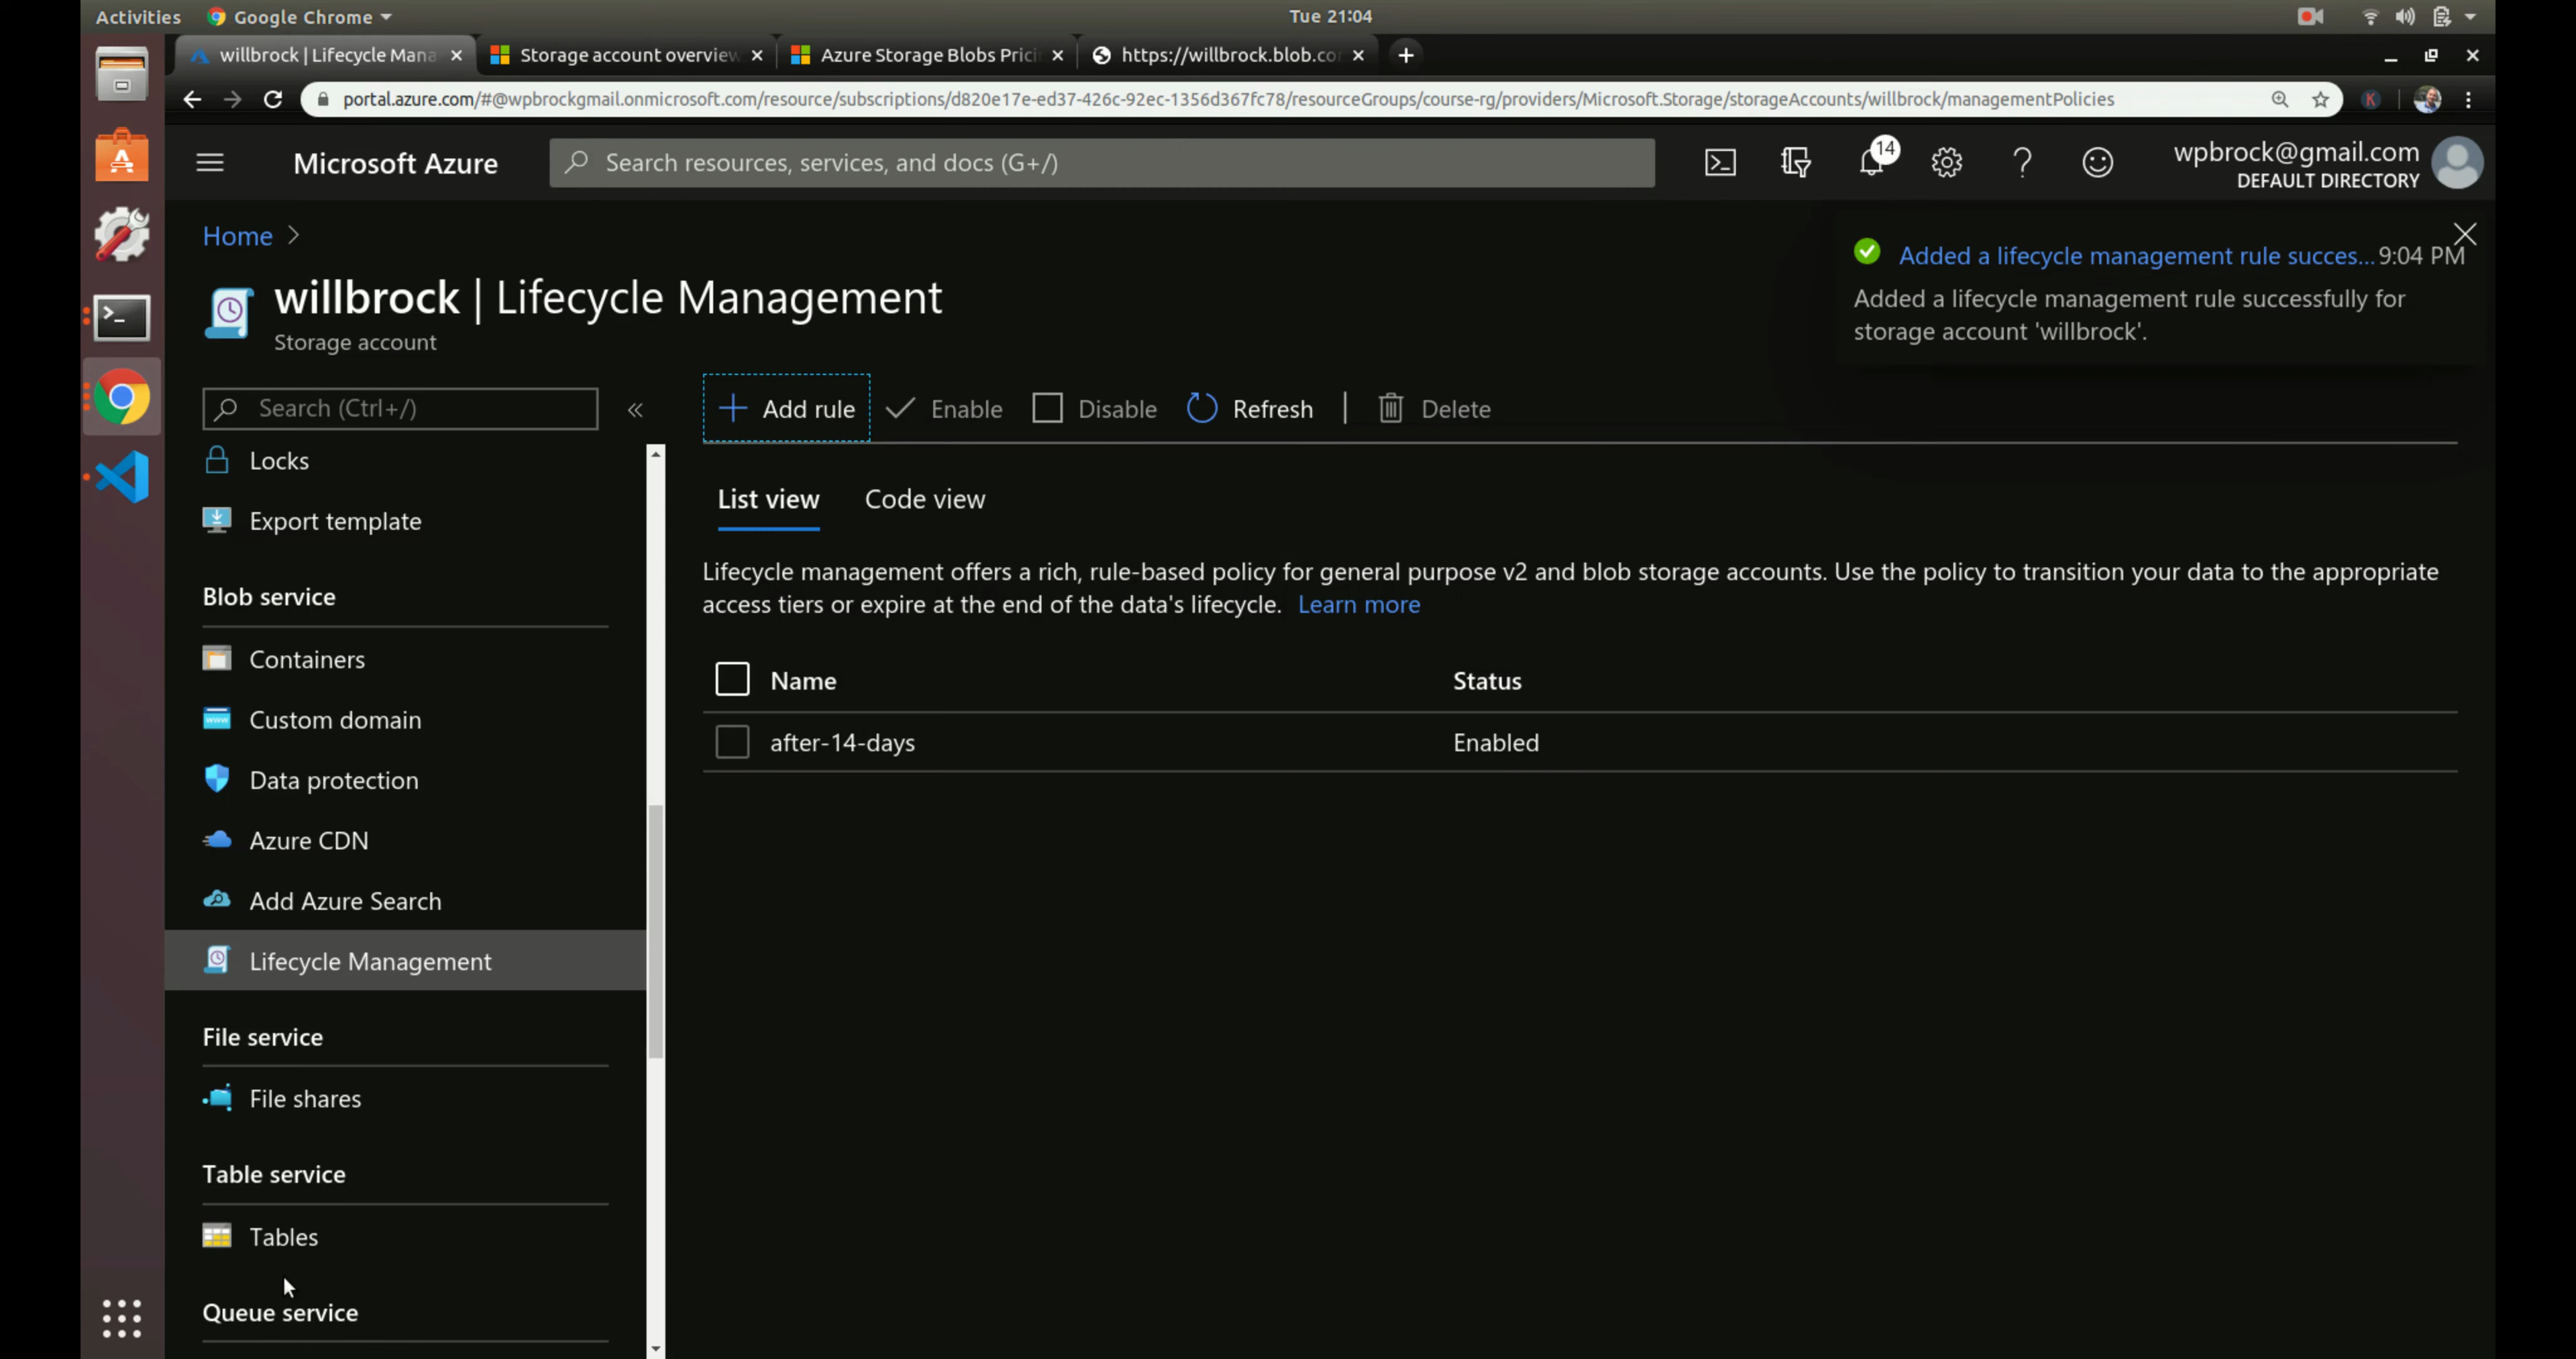 Activities
Google Chrome
Tue 21:04
willbrock | Lifecycle Mana
Storage account overview
Azure Storage Blobs Prici
https://willbrock.blob.co
portal.azure.com/#@wpbrockgmail.onmicrosoft.com/resource/subscriptions/d820e17e-ed37-426c-92ec-1356d367fc78/resourceGroups/course-rg/providers/Microsoft.Storage/storageAccounts/willbrock/managementPolicies
K
Microsoft Azure
Search resources, services, and docs (G+/)
14
wpbrock@gmail.com
DEFAULT DIRECTORY
Home
Added a lifecycle management rule succes... 9:04 PM
Added a lifecycle management rule successfully for
storage account 'willbrock'.
willbrock | Lifecycle Management
Storage account
Search (Ctrl+/)
Add rule
Enable
Disable
Refresh
Delete
Locks
Export template
Blob service
Containers
Custom domain
Data protection
Azure CDN
Add Azure Search
Lifecycle Management
File service
File shares
Table service
Tables
Queue service
List view
Code view
Lifecycle management offers a rich, rule-based policy for general purpose v2 and blob storage accounts. Use the policy to transition your data to the appropriate
access tiers or expire at the end of the data's lifecycle. Learn more
Name
Status
after-14-days
Enabled